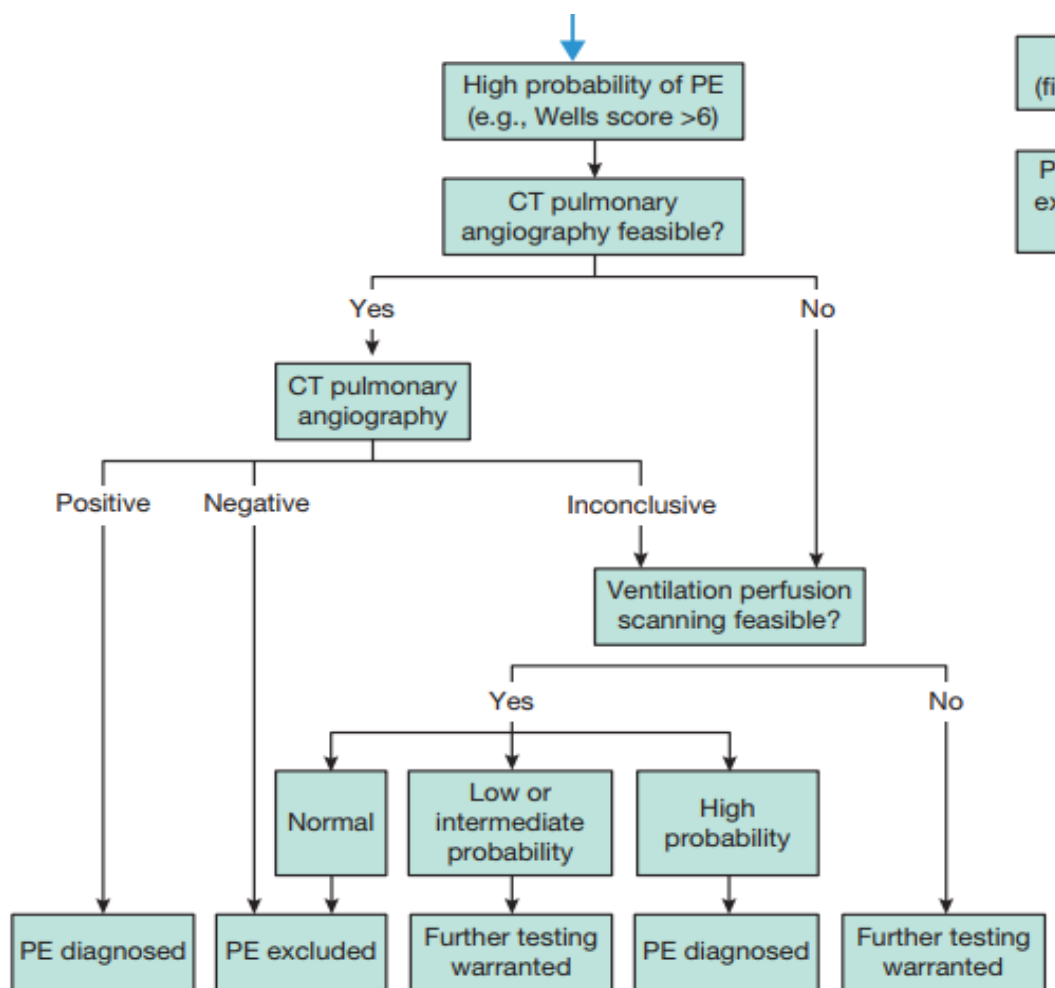 High probability of PE
(e.g., Wells score >6)
CT pulmonary
angiography feasible?
Yes
No
CT pulmonary
angiography
Positive
Negative
Inconclusive
Ventilation perfusion
scanning feasible?
Yes
No
Normal
Low or
intermediate
probability
High
probability
PE diagnosed
PE excluded
Further testing
warranted
PE diagnosed
Further testing
warranted